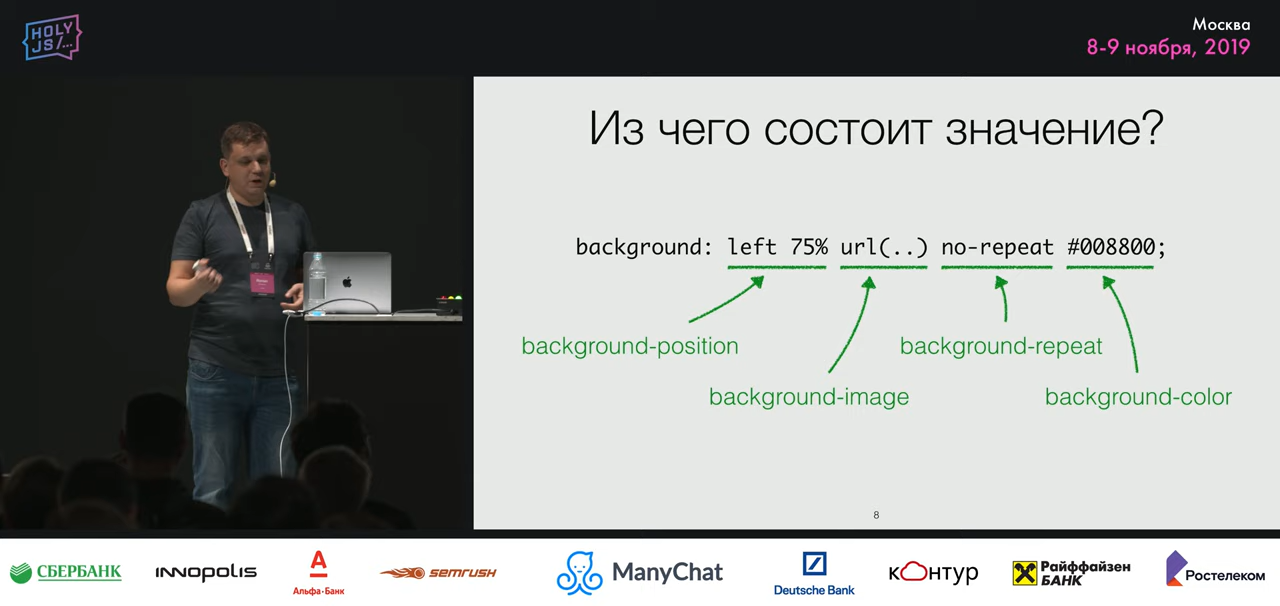 HOLY
JS/...
Москва
8-9 ноября, 2019
Из чего состоит значение?
background: left 75% url(..) no-repeat #008800;
background-position
background-repeat
background-image
background-color
8
СБЕРБАНК
INNOPOLIS
Альфа·Банк
semrush
ManyChat
Deutsche Bank
контур
Райффайзен
БАНК
Ростелеком